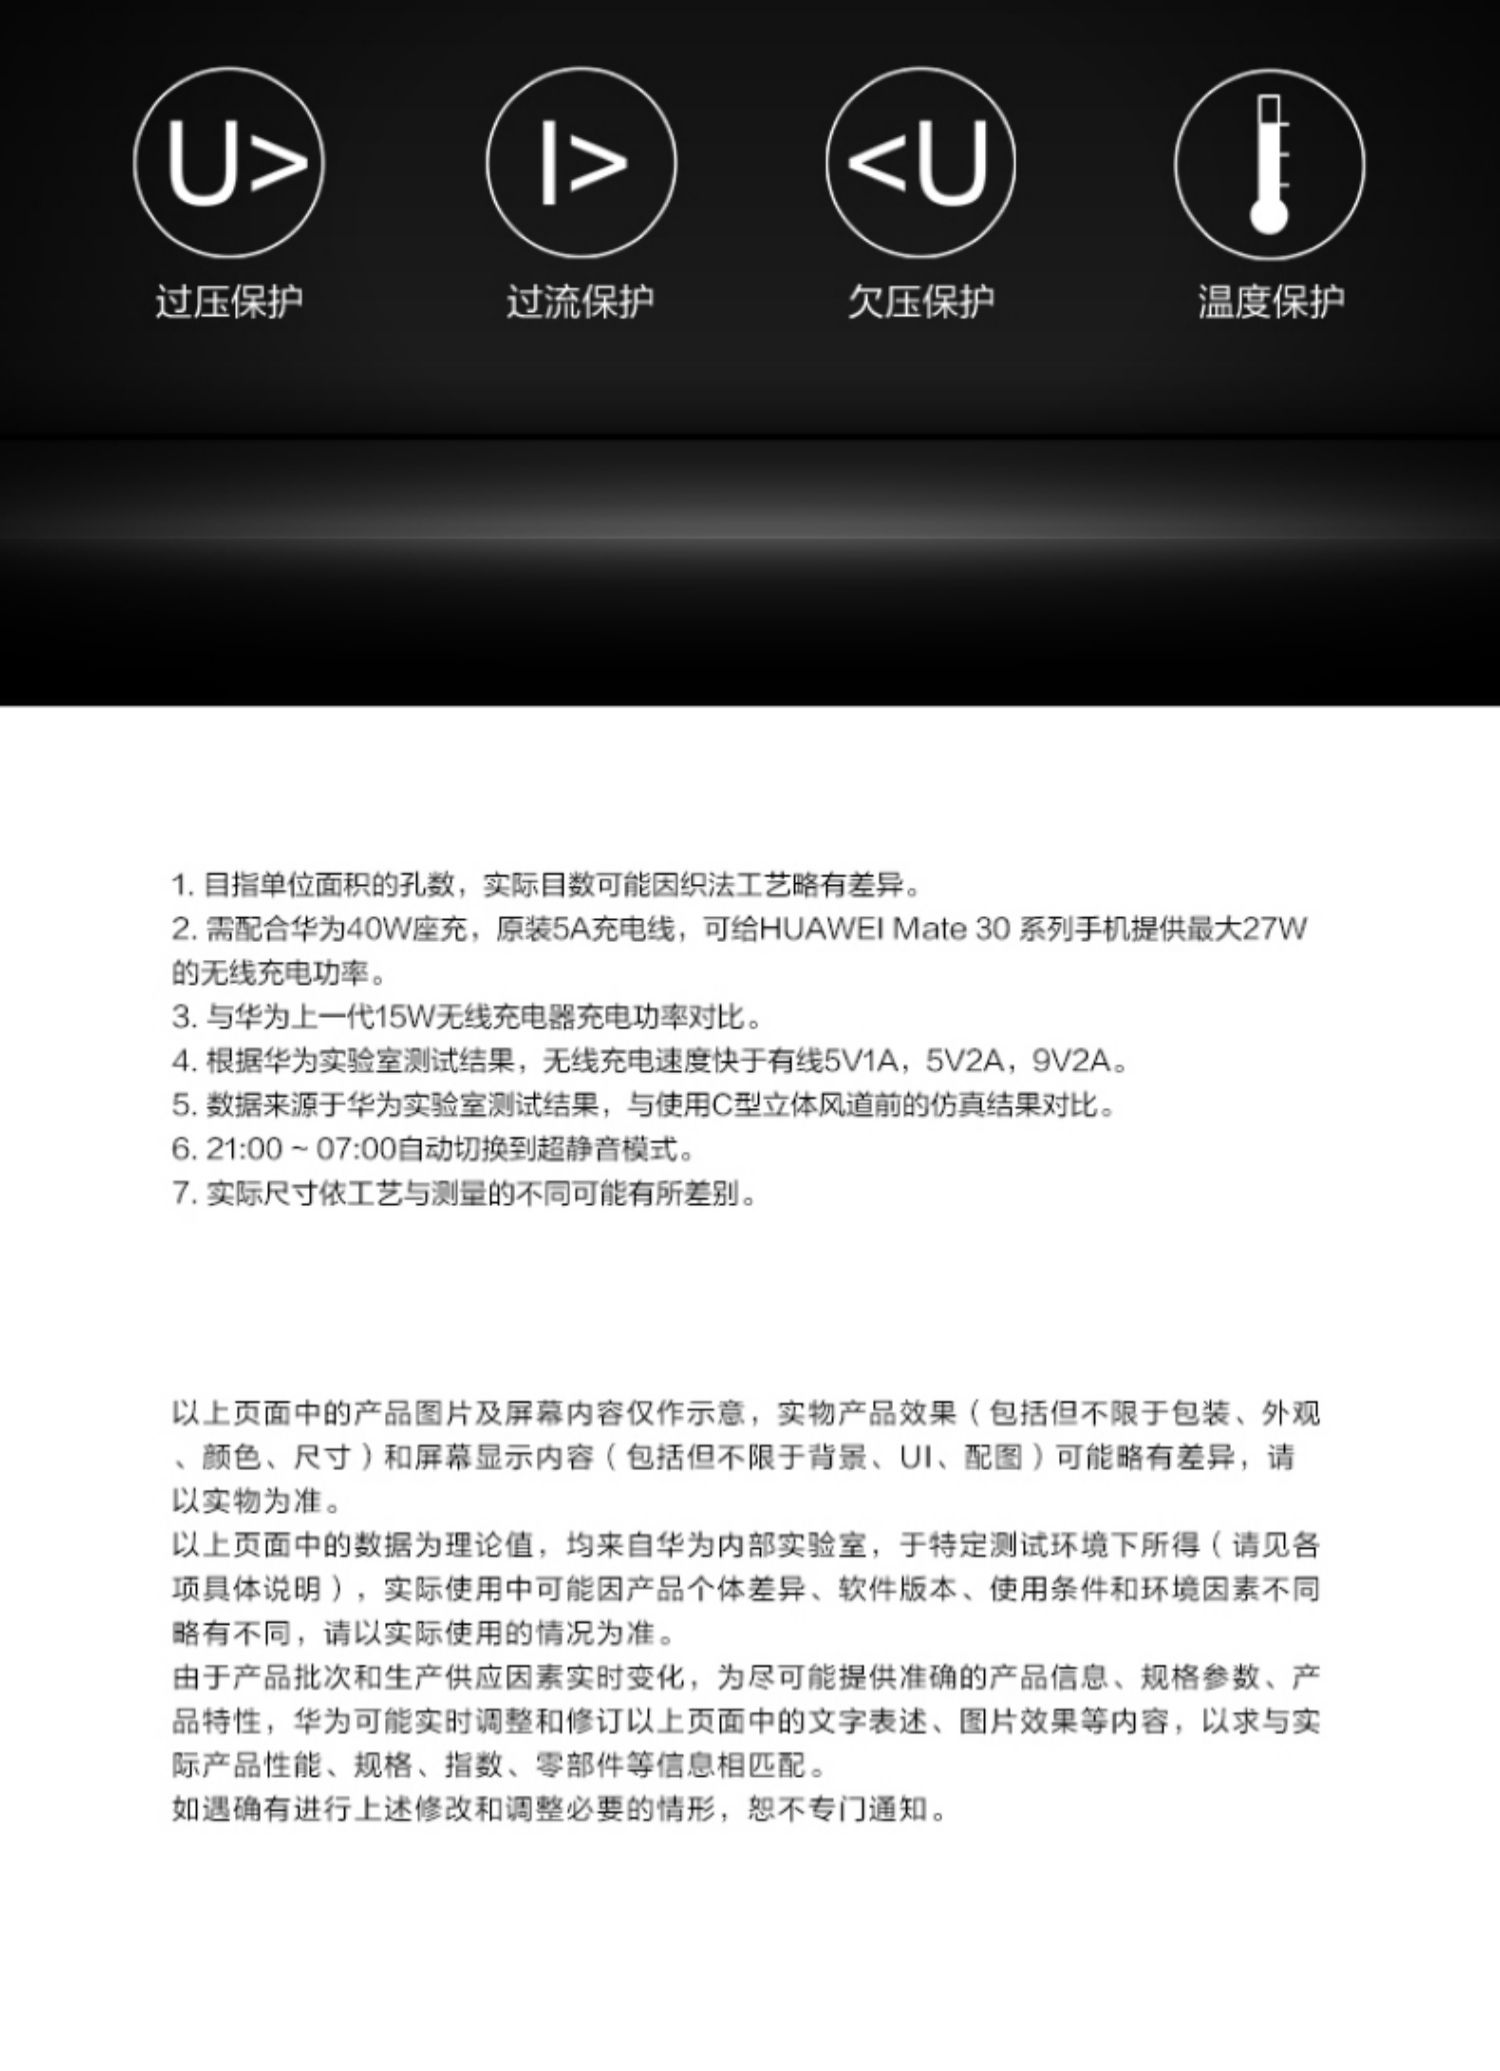 U> I> <U
过压保护 过流保护 欠压保护 温度保护
1. 目指单位面积的孔数，实际目数可能因织法工艺略有差异。
2. 需配合华为40W座充，原装5A充电线，可给HUAWEI Mate 30 系列手机提供最大27W
的无线充电功率。
3. 与华为上一代15W无线充电器充电功率对比。
4. 根据华为实验室测试结果，无线充电速度快于有线5V1A，5V2A，9V2A。
5. 数据来源于华为实验室测试结果，与使用C型立体风道前的仿真结果对比。
6. 21:00 ~ 07:00自动切换到超静音模式。
7. 实际尺寸依工艺与测量的不同可能有所差别。
以上页面中的产品图片及屏幕内容仅作示意，实物产品效果（包括但不限于包装、外观
、颜色、尺寸）和屏幕显示内容（包括但不限于背景、UI、配图）可能略有差异，请
以实物为准。
以上页面中的数据为理论值，均来自华为内部实验室，于特定测试环境下所得（请见各
项具体说明），实际使用中可能因产品个体差异、软件版本、使用条件和环境因素不同
略有不同，请以实际使用的情况为准。
由于产品批次和生产供应因素实时变化，为尽可能提供准确的产品信息、规格参数、产
品特性，华为可能实时调整和修订以上页面中的文字表述、图片效果等内容，以求与实
际产品性能、规格、指数、零部件等信息相匹配。
如遇确有进行上述修改和调整必要的情形，恕不专门通知。